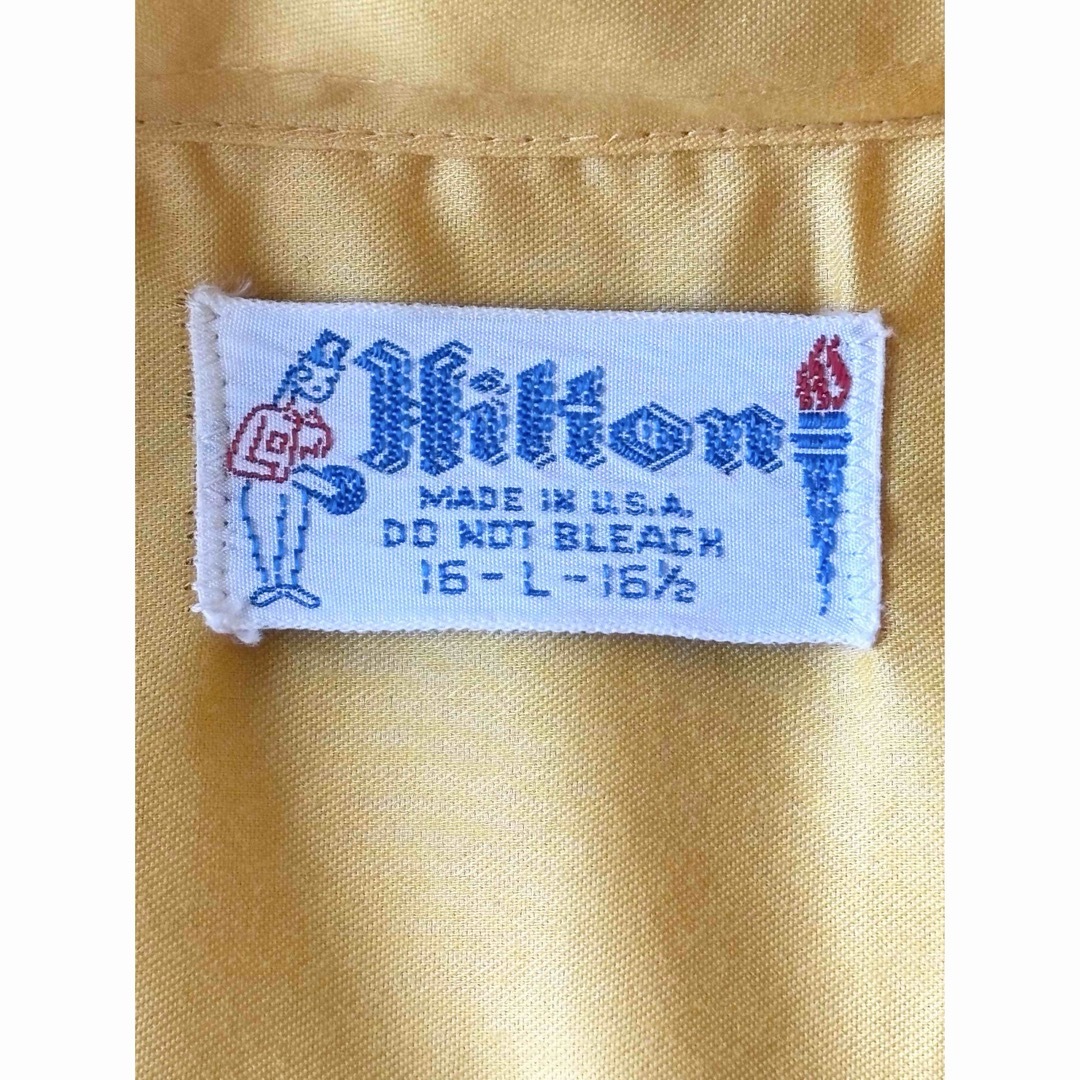 Hilton
MADE IN U.S.A.
DO NOT BLEACH
16-L-16½